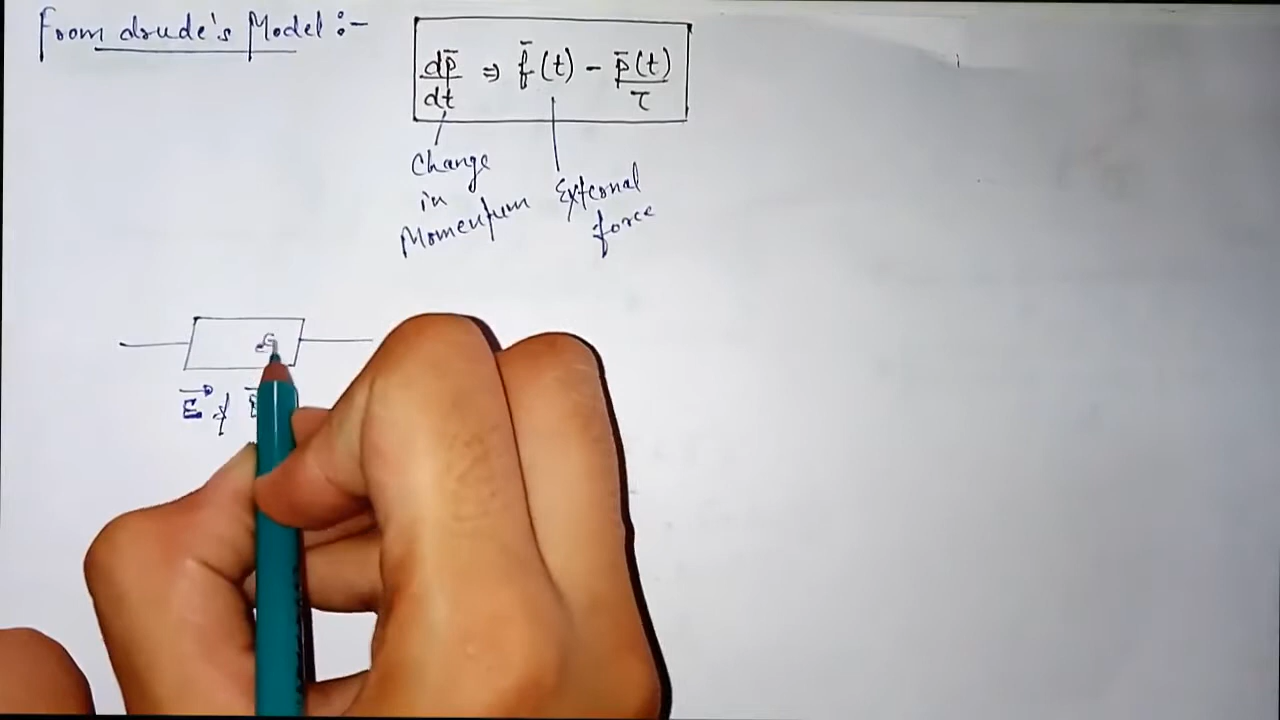 From drude's Model :-
dp̄/dt ⇒ f̄(t) - p̄(t)/τ
Change
in
Momentum
External
force
e
E⃗ &